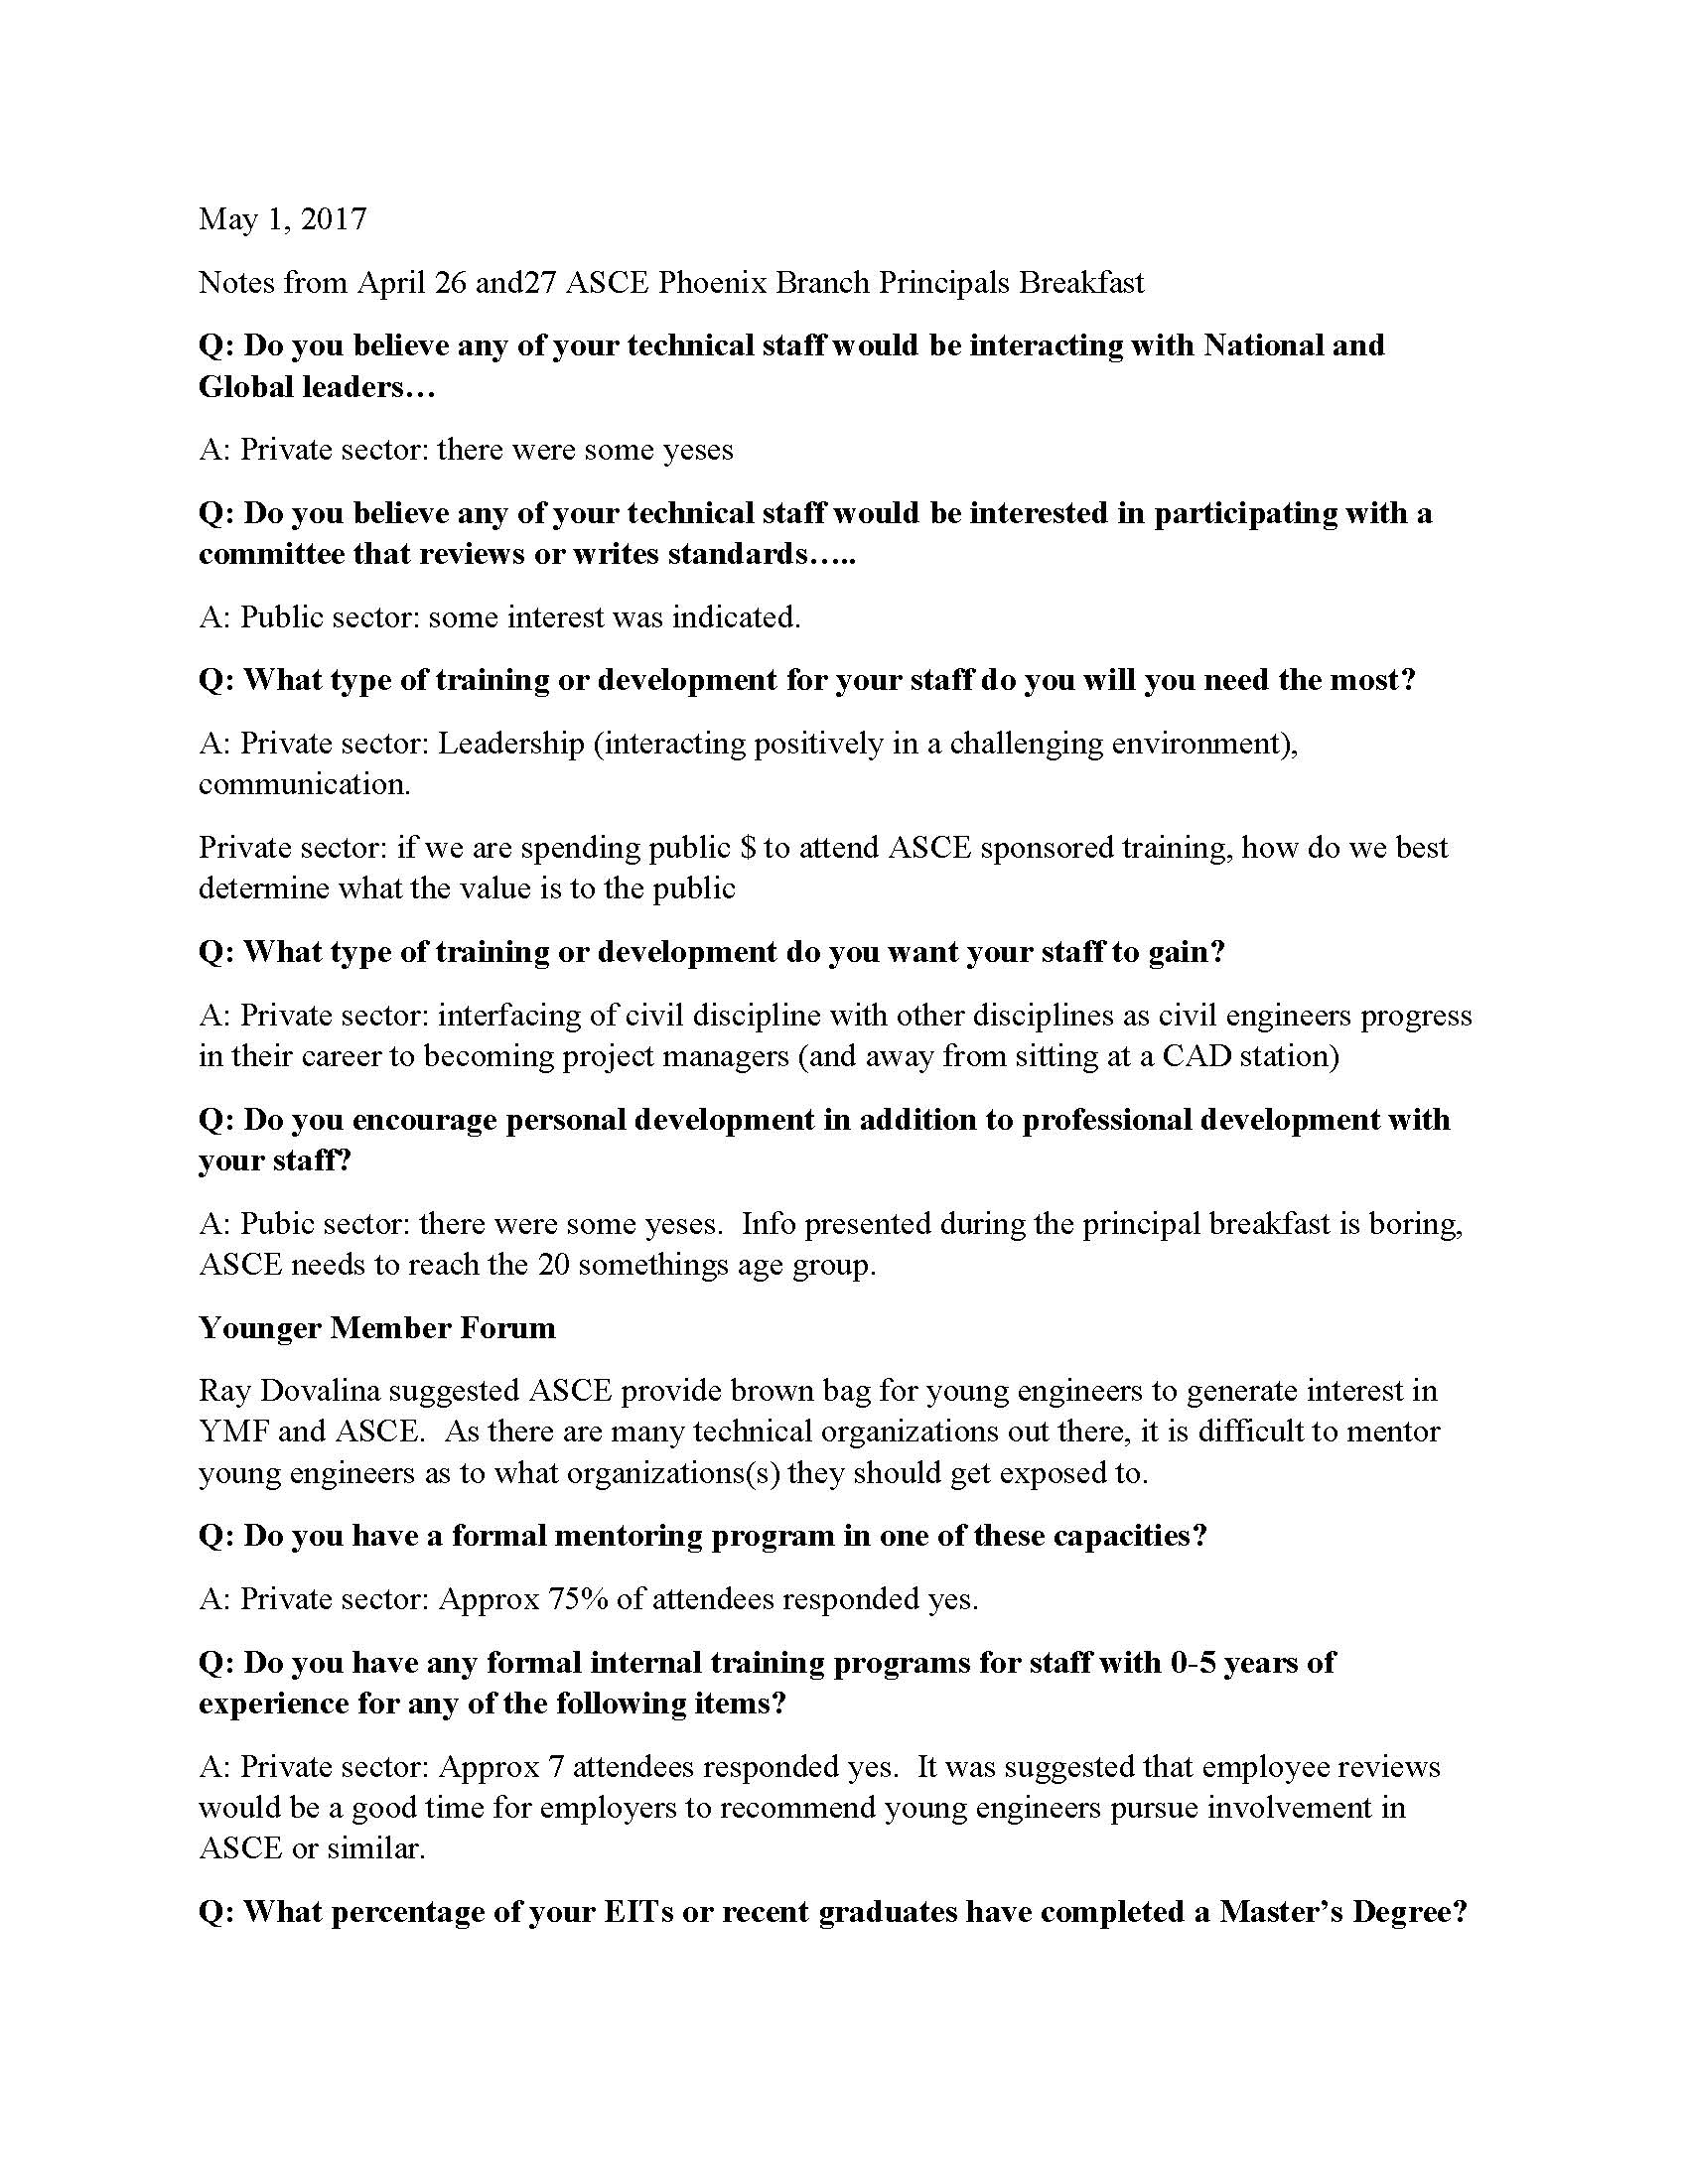 May 1, 2017
Notes from April 26 and27 ASCE Phoenix Branch Principals Breakfast
Q: Do you believe any of your technical staff would be interacting with National and
Global leaders…
A: Private sector: there were some yeses
Q: Do you believe any of your technical staff would be interested in participating with a
committee that reviews or writes standards…..
A: Public sector: some interest was indicated.
Q: What type of training or development for your staff do you will you need the most?
A: Private sector: Leadership (interacting positively in a challenging environment),
communication.
Private sector: if we are spending public $ to attend ASCE sponsored training, how do we best
determine what the value is to the public
Q: What type of training or development do you want your staff to gain?
A: Private sector: interfacing of civil discipline with other disciplines as civil engineers progress
in their career to becoming project managers (and away from sitting at a CAD station)
Q: Do you encourage personal development in addition to professional development with
your staff?
A: Pubic sector: there were some yeses.  Info presented during the principal breakfast is boring,
ASCE needs to reach the 20 somethings age group.
Younger Member Forum
Ray Dovalina suggested ASCE provide brown bag for young engineers to generate interest in
YMF and ASCE.  As there are many technical organizations out there, it is difficult to mentor
young engineers as to what organizations(s) they should get exposed to.
Q: Do you have a formal mentoring program in one of these capacities?
A: Private sector: Approx 75% of attendees responded yes.
Q: Do you have any formal internal training programs for staff with 0-5 years of
experience for any of the following items?
A: Private sector: Approx 7 attendees responded yes.  It was suggested that employee reviews
would be a good time for employers to recommend young engineers pursue involvement in
ASCE or similar.
Q: What percentage of your EITs or recent graduates have completed a Master’s Degree?